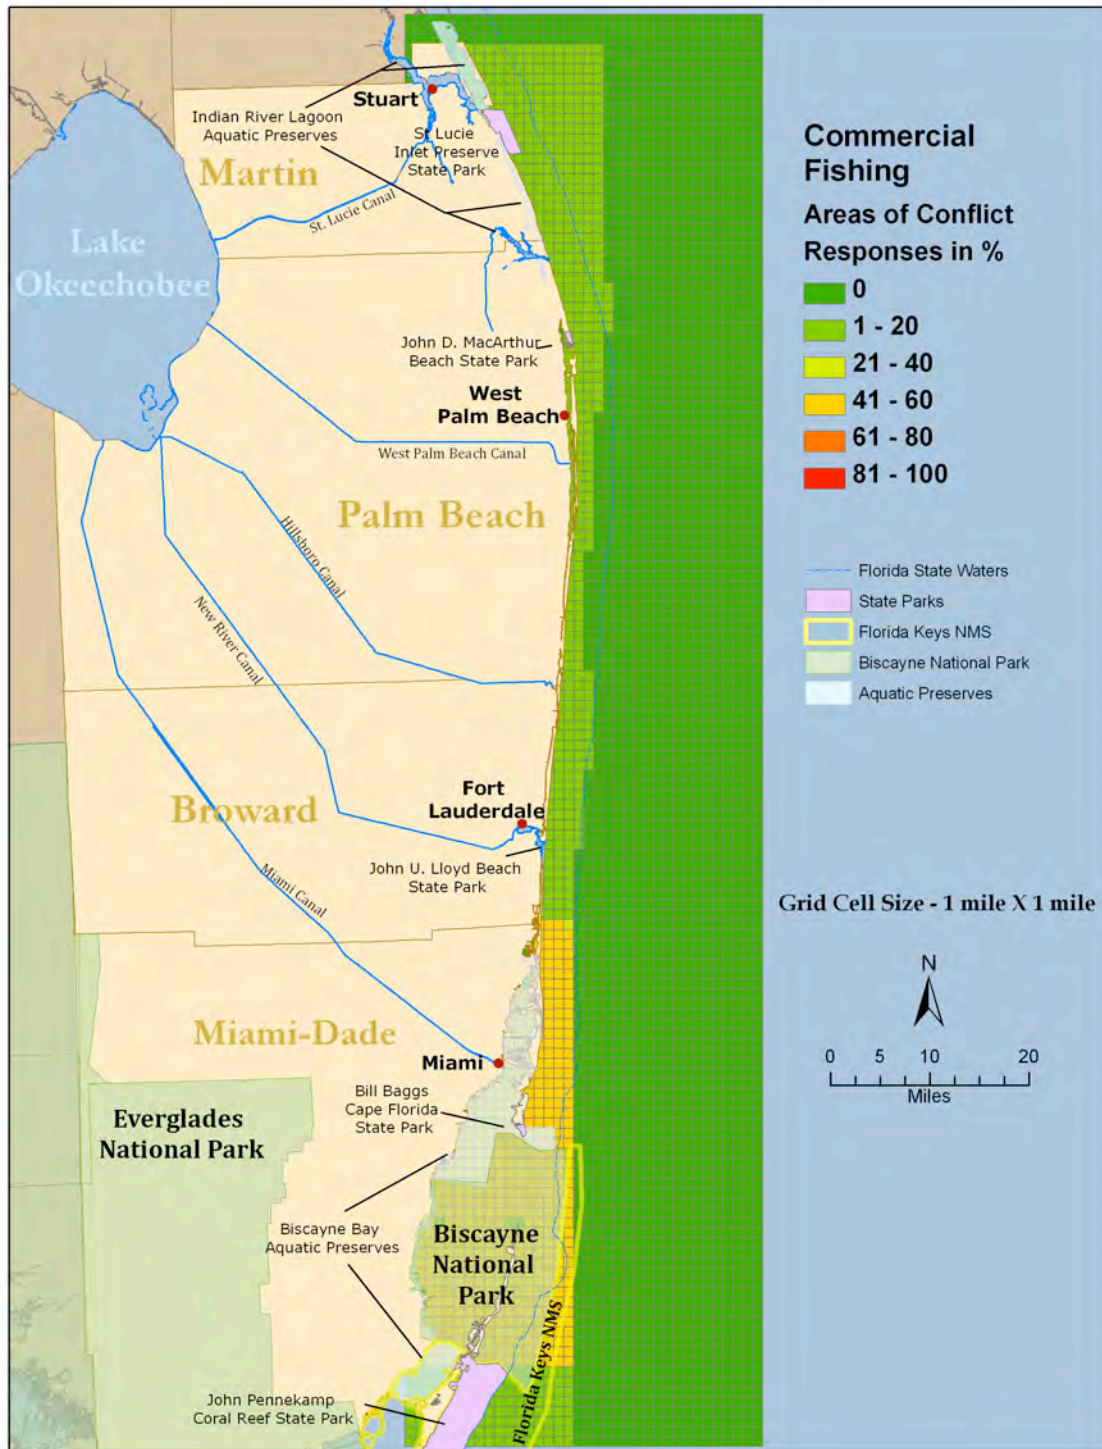 Stuart
Indian River Lagoon
Aquatic Preserves
St Lucie
Inlet Preserve
State Park
Martin
St. Lucie Canal
Lake
Okeechobee
John D. MacArthur
Beach State Park
West
Palm Beach
West Palm Beach Canal
Palm Beach
Hillsboro Canal
New River Canal
Fort
Lauderdale
Broward
John U. Lloyd Beach
State Park
Miami Canal
Miami-Dade
Miami
Bill Baggs
Cape Florida
State Park
Everglades
National Park
Biscayne Bay
Aquatic Preserves
Biscayne
National
Park
Florida Keys NMS
John Pennekamp
Coral Reef State Park
Commercial
Fishing
Areas of Conflict
Responses in %
0
1 - 20
21 - 40
41 - 60
61 - 80
81 - 100
Florida State Waters
State Parks
Florida Keys NMS
Biscayne National Park
Aquatic Preserves
Grid Cell Size - 1 mile X 1 mile
N
0 5 10 20
Miles